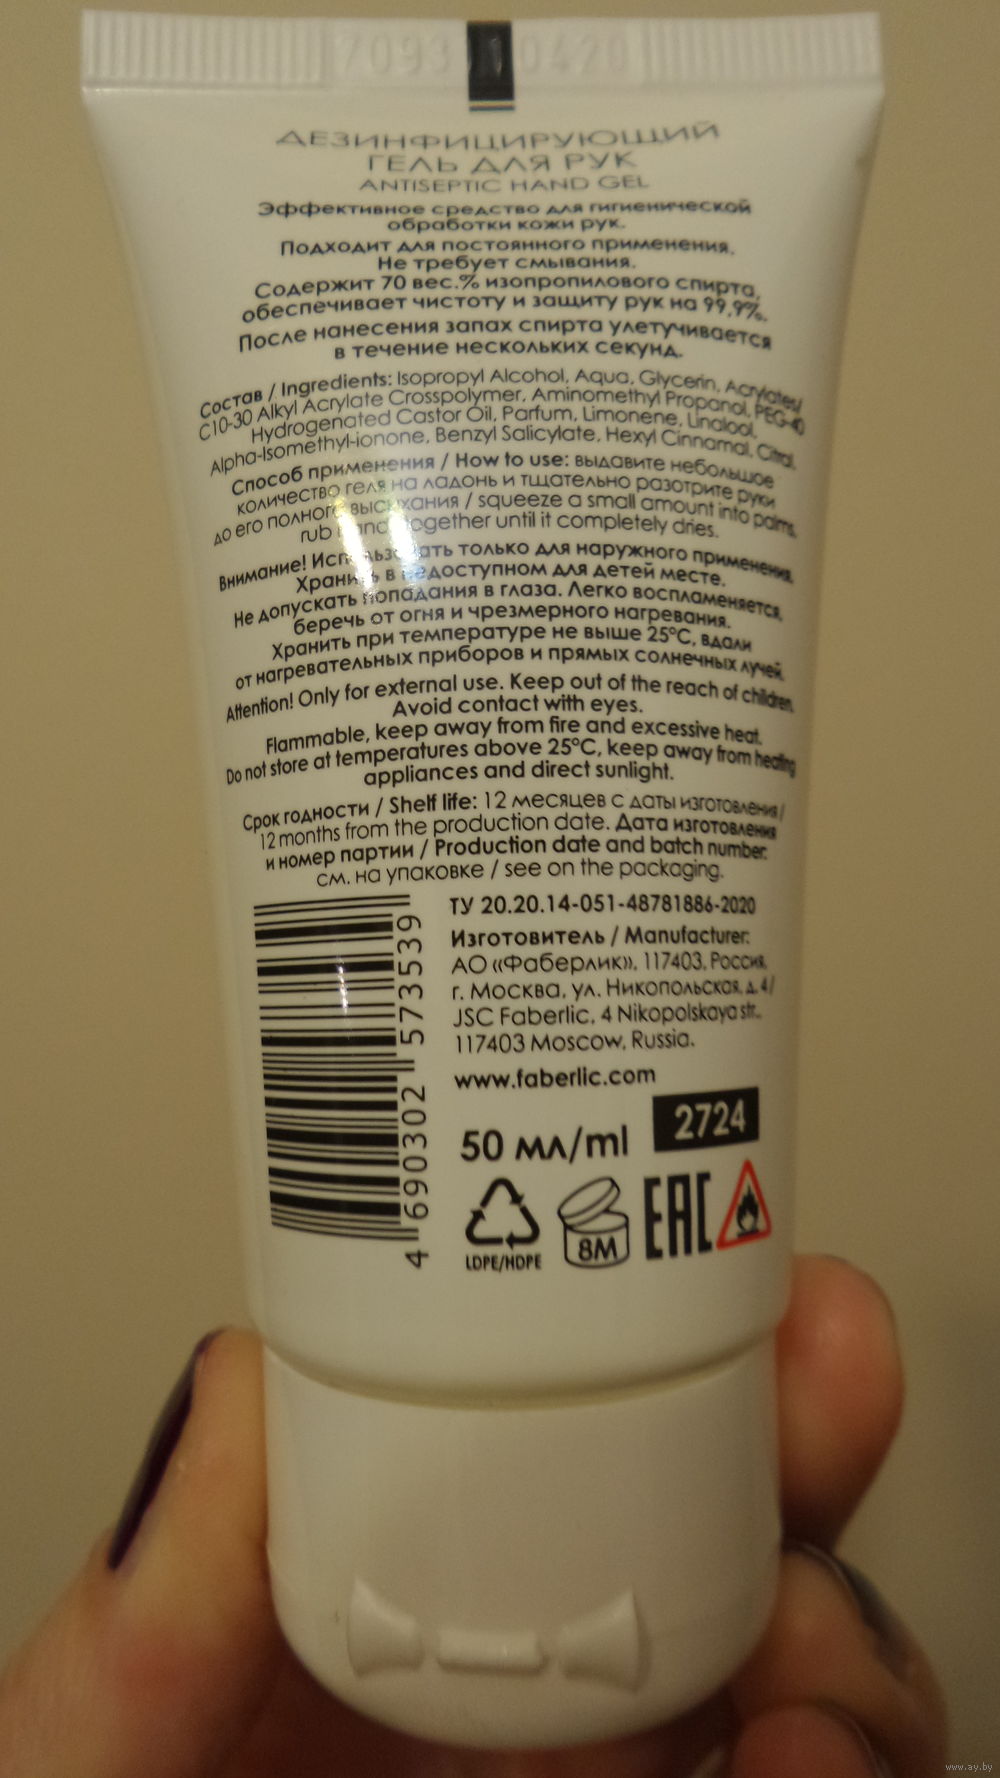 7093 0420
ДЕЗИНФИЦИРУЮЩИЙ
ГЕЛЬ ДЛЯ РУК
ANTISEPTIC HAND GEL
Эффективное средство для гигиенической
обработки кожи рук.
Подходит для постоянного применения.
Не требует смывания.
Содержит 70 вес.% изопропилового спирта,
обеспечивает чистоту и защиту рук на 99,9%.
После нанесения запах спирта улетучивается
в течение нескольких секунд.
Состав / Ingredients: Isopropyl Alcohol, Aqua, Glycerin, Acrylates/
C10-30 Alkyl Acrylate Crosspolymer, Aminomethyl Propanol, PEG-40
Hydrogenated Castor Oil, Parfum, Limonene, Linalool,
Alpha-Isomethyl-ionone, Benzyl Salicylate, Hexyl Cinnamal, Citral.
Способ применения / How to use: выдавите небольшое
количество геля на ладонь и тщательно разотрите руки
до его полного высыхания / squeeze a small amount into palms,
rub hands together until it completely dries.
Внимание! Использовать только для наружного применения.
Хранить в недоступном для детей месте.
Не допускать попадания в глаза. Легко воспламеняется,
беречь от огня и чрезмерного нагревания.
Хранить при температуре не выше 25°C, вдали
от нагревательных приборов и прямых солнечных лучей.
Attention! Only for external use. Keep out of the reach of children.
Avoid contact with eyes.
Flammable, keep away from fire and excessive heat.
Do not store at temperatures above 25°C, keep away from heating
appliances and direct sunlight.
Срок годности / Shelf life: 12 месяцев с даты изготовления /
12 months from the production date. Дата изготовления
и номер партии / Production date and batch number:
см. на упаковке / see on the packaging.
ТУ 20.20.14-051-48781886-2020
Изготовитель / Manufacturer:
АО «Фаберлик», 117403, Россия,
г. Москва, ул. Никопольская, д. 4/
JSC Faberlic, 4 Nikopolskaya str.,
117403 Moscow, Russia.
www.faberlic.com
4 690302 573539
50 мл/ml
2724
LDPE/HDPE
8M
EAC
www.ay.by